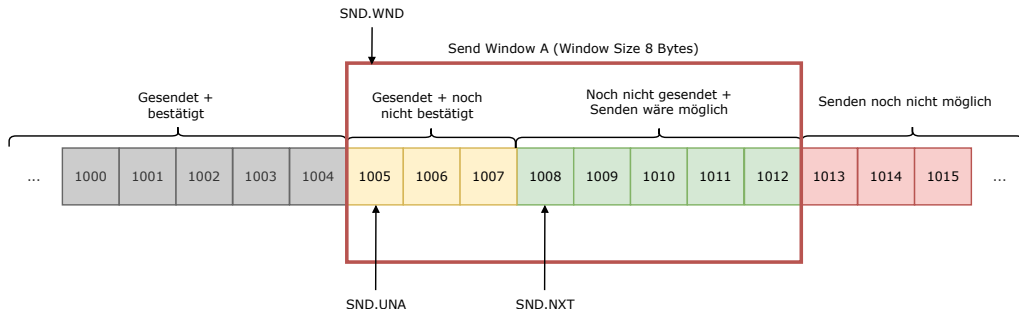 SND.WND
Send Window A (Window Size 8 Bytes)
Gesendet +
bestätigt
Gesendet + noch
nicht bestätigt
Noch nicht gesendet +
Senden wäre möglich
Senden noch nicht möglich
... 1000 1001 1002 1003 1004 1005 1006 1007 1008 1009 1010 1011 1012 1013 1014 1015 ...
SND.UNA
SND.NXT